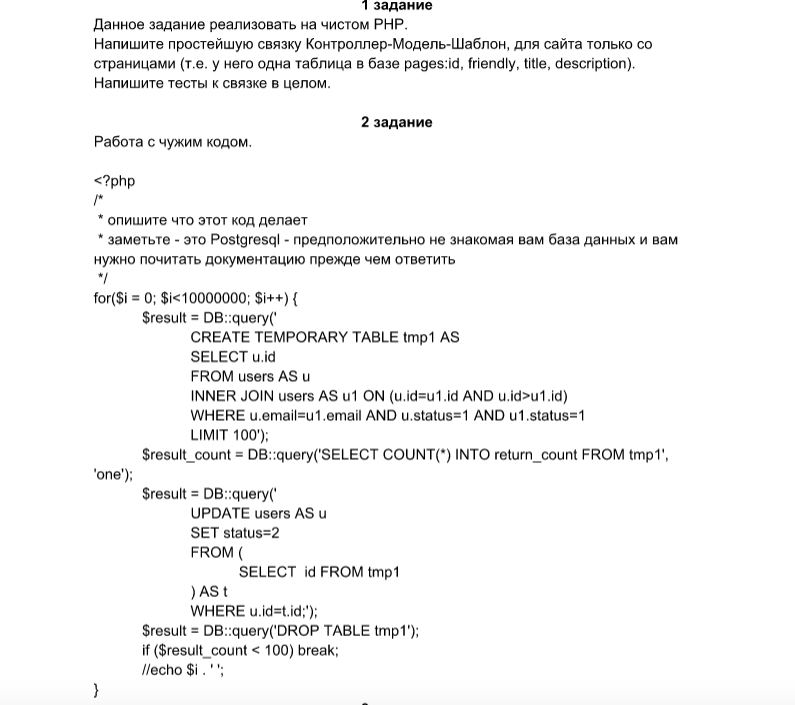 1 задание
Данное задание реализовать на чистом PHP.
Напишите простейшую связку Контроллер-Модель-Шаблон, для сайта только со
страницами (т.е. у него одна таблица в базе pages:id, friendly, title, description).
Напишите тесты к связке в целом.
2 задание
Работа с чужим кодом.
<?php
/*
* опишите что этот код делает
* заметьте - это Postgresql - предположительно не знакомая вам база данных и вам
нужно почитать документацию прежде чем ответить
*/
for($i = 0; $i<10000000; $i++) {
$result = DB::query('
CREATE TEMPORARY TABLE tmp1 AS
SELECT u.id
FROM users AS u
INNER JOIN users AS u1 ON (u.id=u1.id AND u.id>u1.id)
WHERE u.email=u1.email AND u.status=1 AND u1.status=1
LIMIT 100');
$result_count = DB::query('SELECT COUNT(*) INTO return_count FROM tmp1',
'one');
$result = DB::query('
UPDATE users AS u
SET status=2
FROM (
SELECT  id FROM tmp1
) AS t
WHERE u.id=t.id;');
$result = DB::query('DROP TABLE tmp1');
if ($result_count < 100) break;
//echo $i . ' ';
}